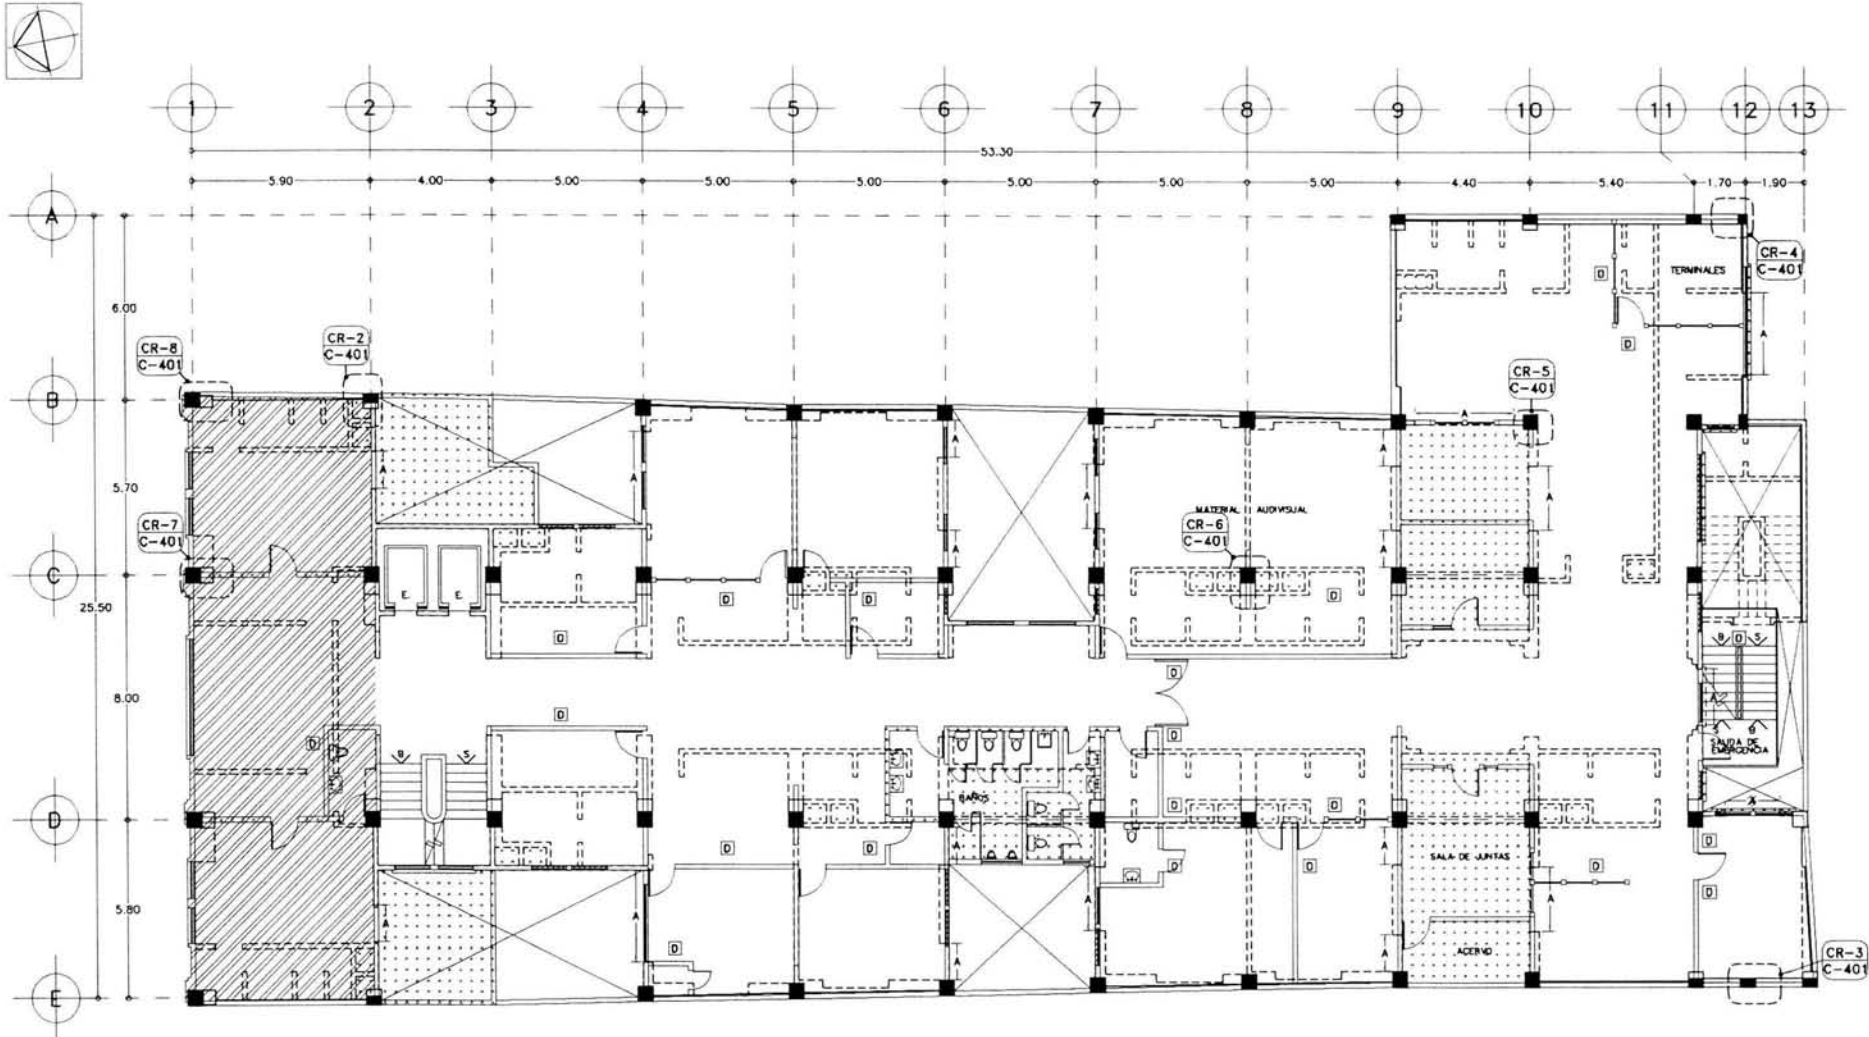 1 2 3 4 5 6 7 8 9 10 11 12 13
53.30
5.90 4.00 5.00 5.00 5.00 5.00 5.00 5.00 4.40 5.40 1.70 1.90
A
CR-4
C-401
TERMINALES
D
A
6.00
D
CR-2
C-401
CR-8
C-401
CR-5
C-401
B
A
A A A
A A A A
5.70
MATERIAL AUDIVISUAL
CR-7
C-401
CR-6
C-401
A A A
C
E. E.
D D D
25.50
D
B D S
D
8.00
A
D
D
D
B S
S B
SALIDA DE
EMERGENCIA
BAÑOS
D
D
D
A
D D
D
A A
SALA DE JUNTAS
D D D
D
A A A
D
A A
ACERVO
5.80
CR-3
C-401
E